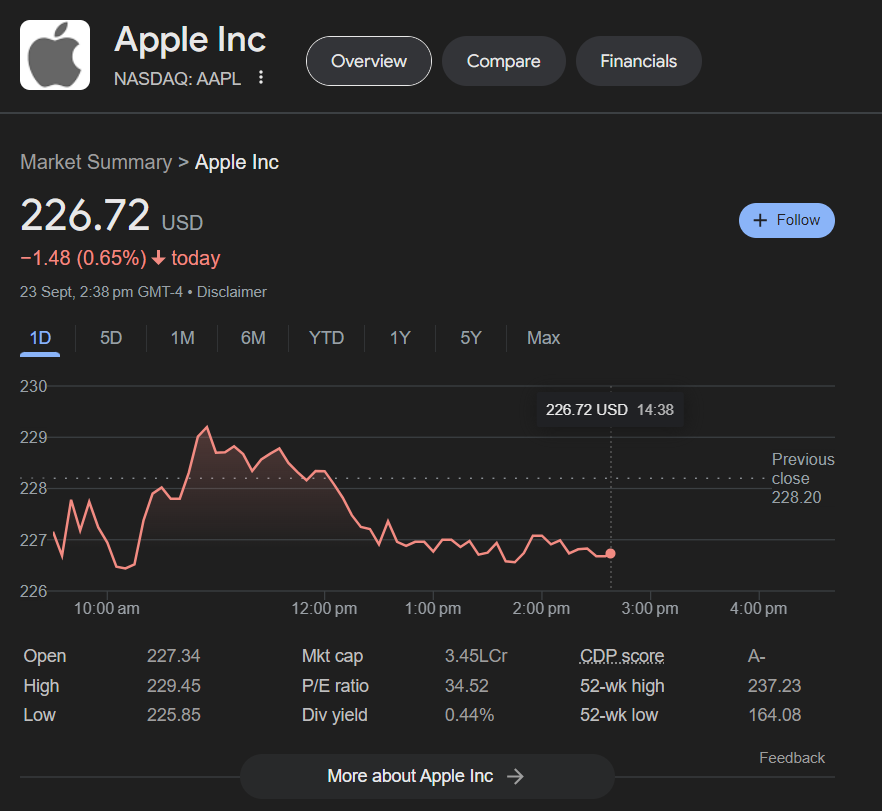 Apple Inc
NASDAQ: AAPL
Overview
Compare
Financials
Market Summary > Apple Inc
226.72 USD
+ Follow
−1.48 (0.65%) ↓ today
23 Sept, 2:38 pm GMT-4 • Disclaimer
1D 5D 1M 6M YTD 1Y 5Y Max
230
229
228
227
226
226.72 USD 14:38
Previous
close
228.20
10:00 am 12:00 pm 1:00 pm 2:00 pm 3:00 pm 4:00 pm
Open 227.34 Mkt cap 3.45LCr CDP score A-
High 229.45 P/E ratio 34.52 52-wk high 237.23
Low 225.85 Div yield 0.44% 52-wk low 164.08
Feedback
More about Apple Inc →